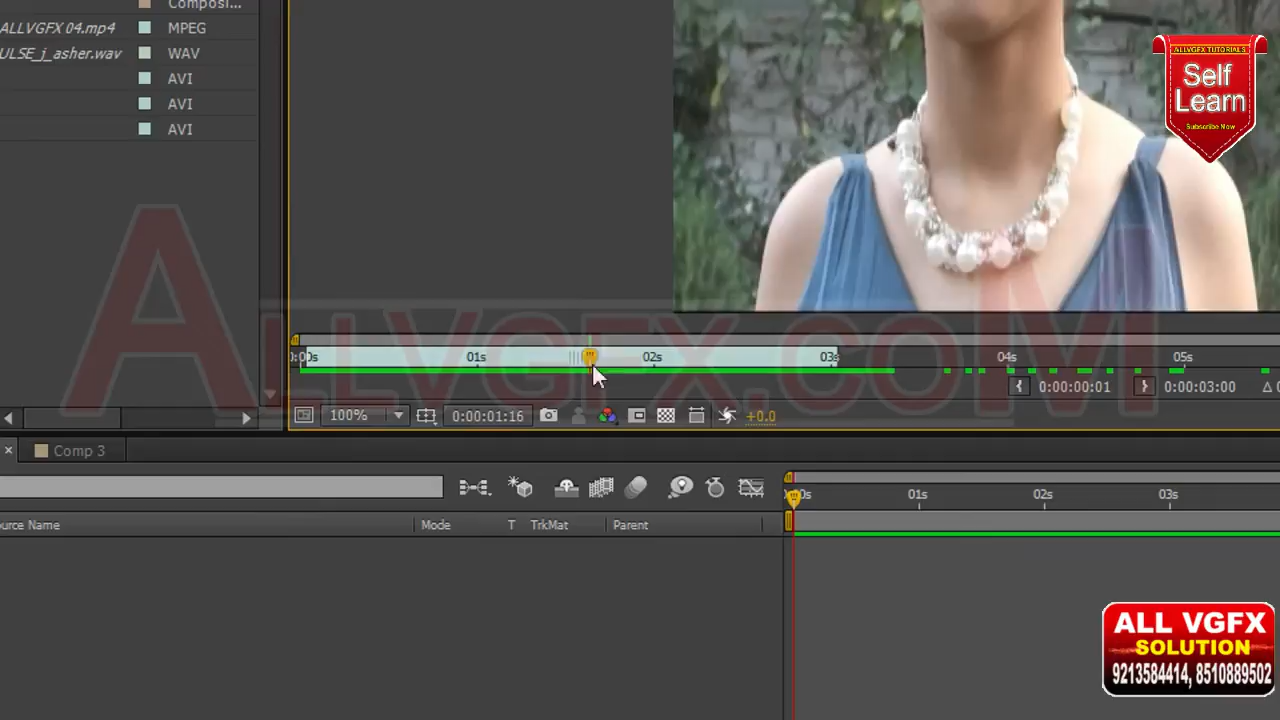 Composi...
ALLVGFX 04.mp4 MPEG
ULSE_j_asher.wav WAV
AVI
AVI
AVI
ALLVGFX TUTORIALS
Self
Learn
Subscribe Now
ALLVGFX.COM
0:00s 01s 02s 03s 04s 05s
0:00:00:01 0:00:03:00 Δ
100% 0:00:01:16 +0.0
Comp 3
00s 01s 02s 03s
ource Name Mode T TrkMat Parent
ALL VGFX
SOLUTION
9213584414, 8510889502